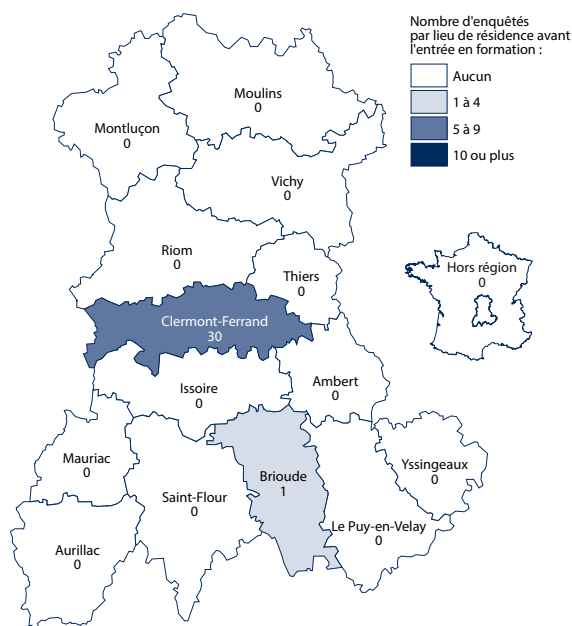 Nombre d'enquêtés
par lieu de résidence avant
l'entrée en formation :
Aucun
1 à 4
5 à 9
10 ou plus
Moulins
0
Montluçon
0
Vichy
0
Riom
0
Thiers
0
Hors région
0
Clermont-Ferrand
30
Issoire
0
Ambert
0
Mauriac
0
Saint-Flour
0
Brioude
1
Yssingeaux
0
Le Puy-en-Velay
0
Aurillac
0